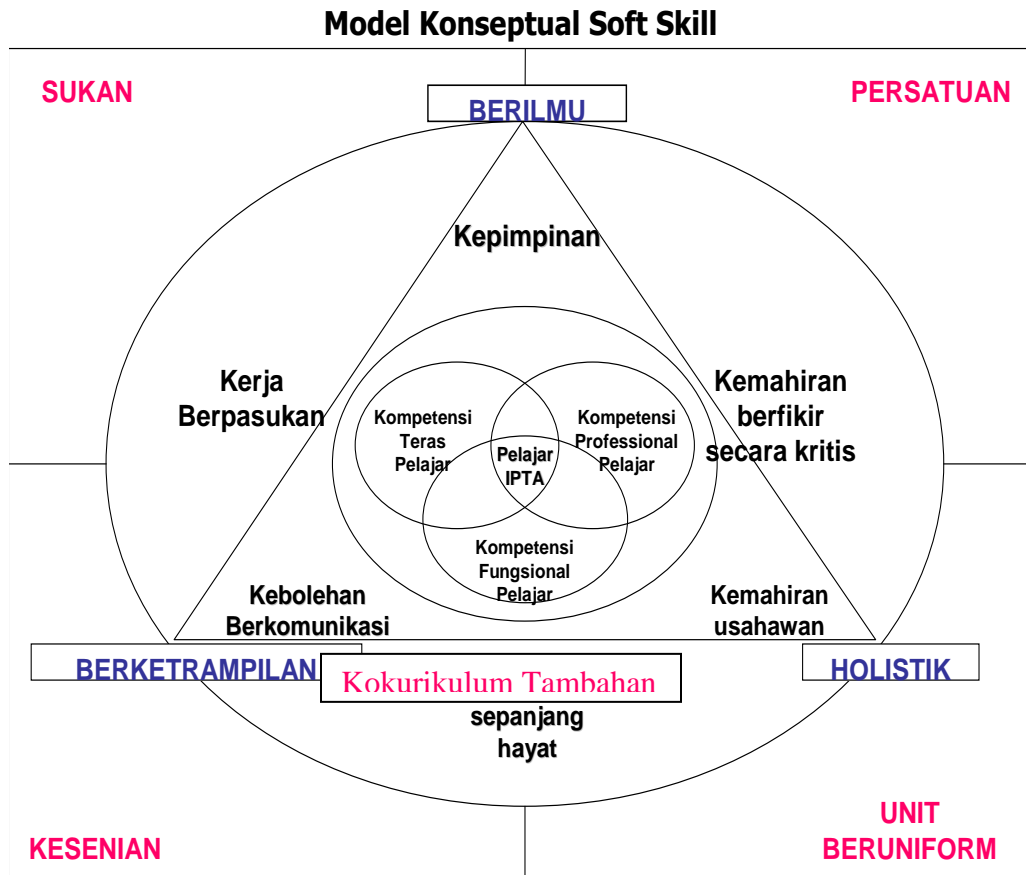 Model Konseptual Soft Skill
SUKAN
PERSATUAN
BERILMU
Kepimpinan
Kerja
Berpasukan
Kemahiran
berfikir
secara kritis
Kompetensi
Teras
Pelajar
Kompetensi
Professional
Pelajar
Pelajar
IPTA
Kompetensi
Fungsional
Pelajar
Kebolehan
Berkomunikasi
Kemahiran
usahawan
BERKETRAMPILAN
Kokurikulum Tambahan
HOLISTIK
sepanjang
hayat
KESENIAN
UNIT
BERUNIFORM